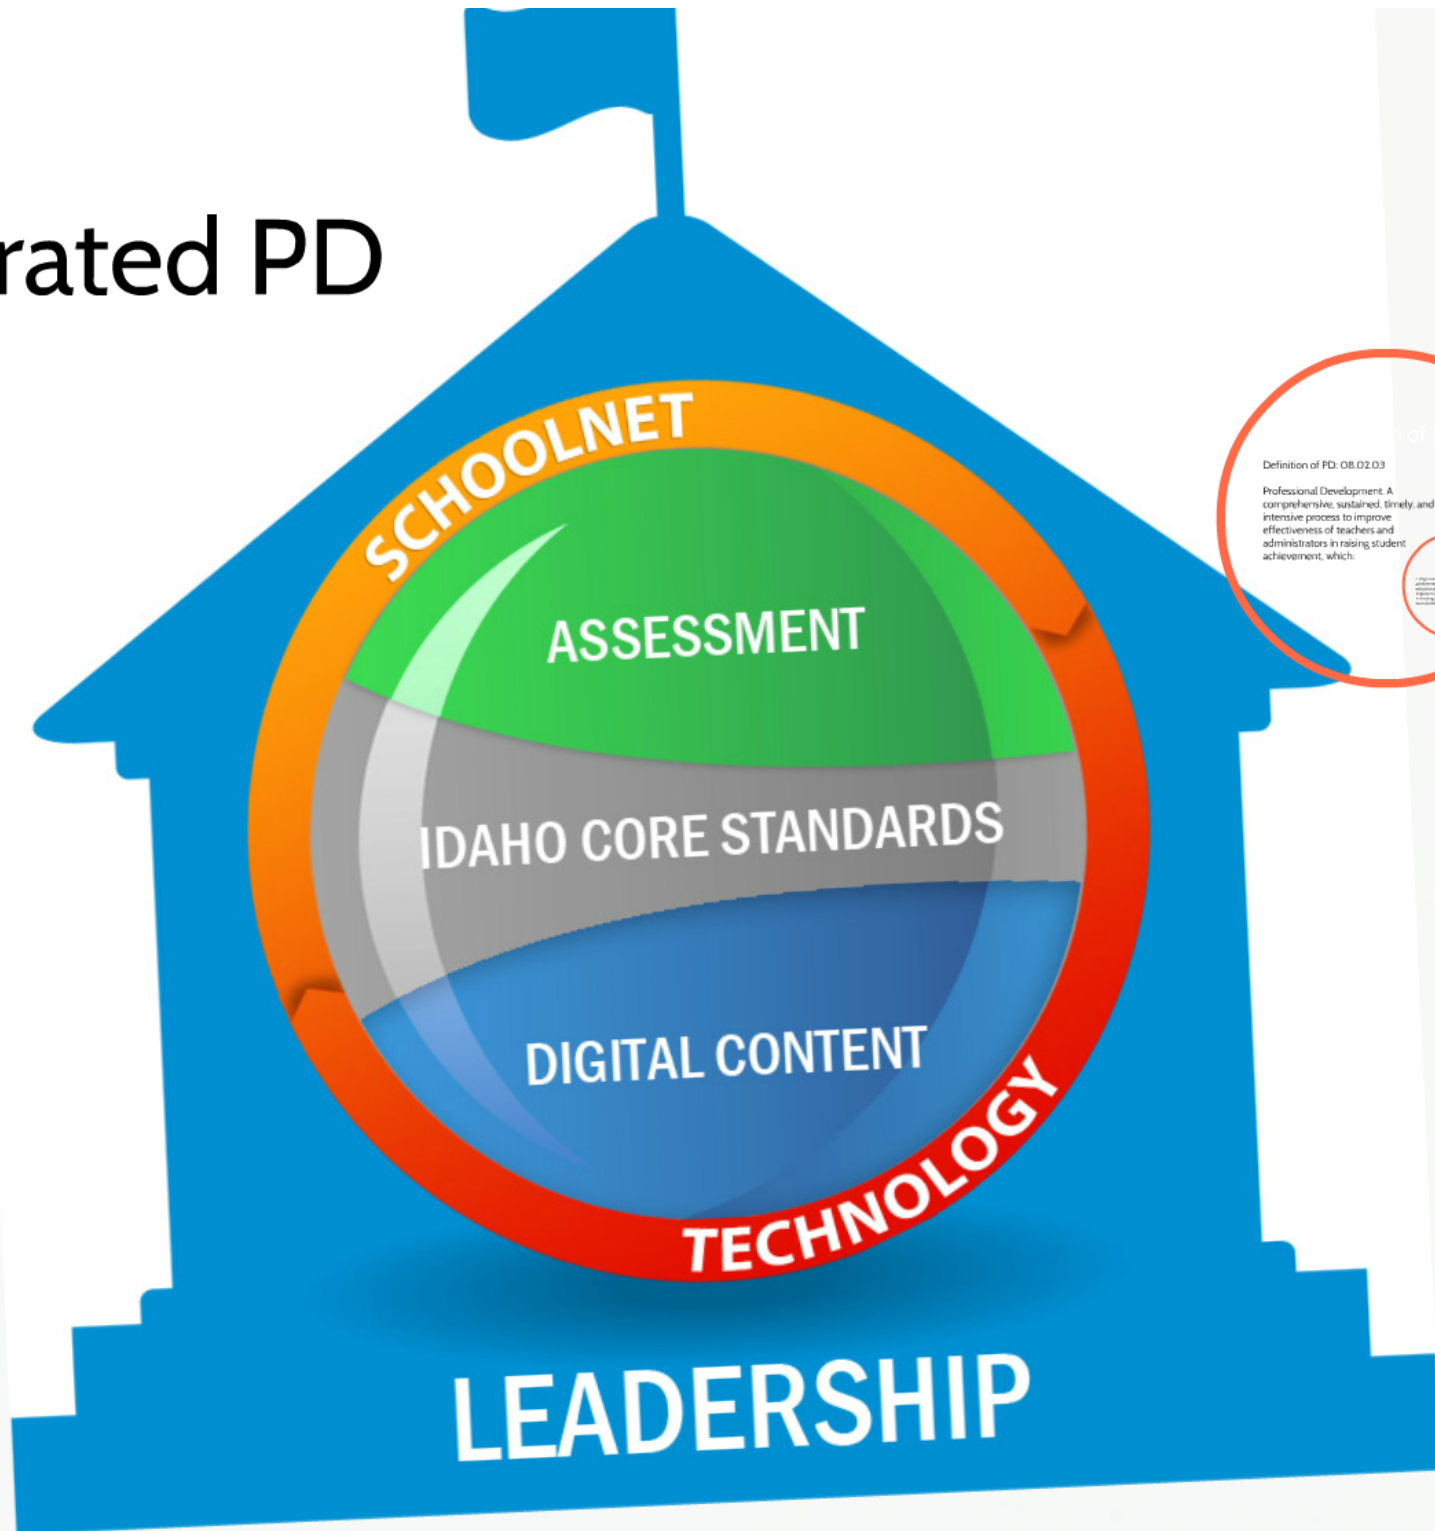 rated PD
SCHOOLNET
ASSESSMENT
IDAHO CORE STANDARDS
DIGITAL CONTENT
TECHNOLOGY
LEADERSHIP
of
Definition of PD: 08.02.03
Professional Development. A
comprehensive, sustained, timely, and
intensive process to improve
effectiveness of teachers and
administrators in raising student
achievement, which: